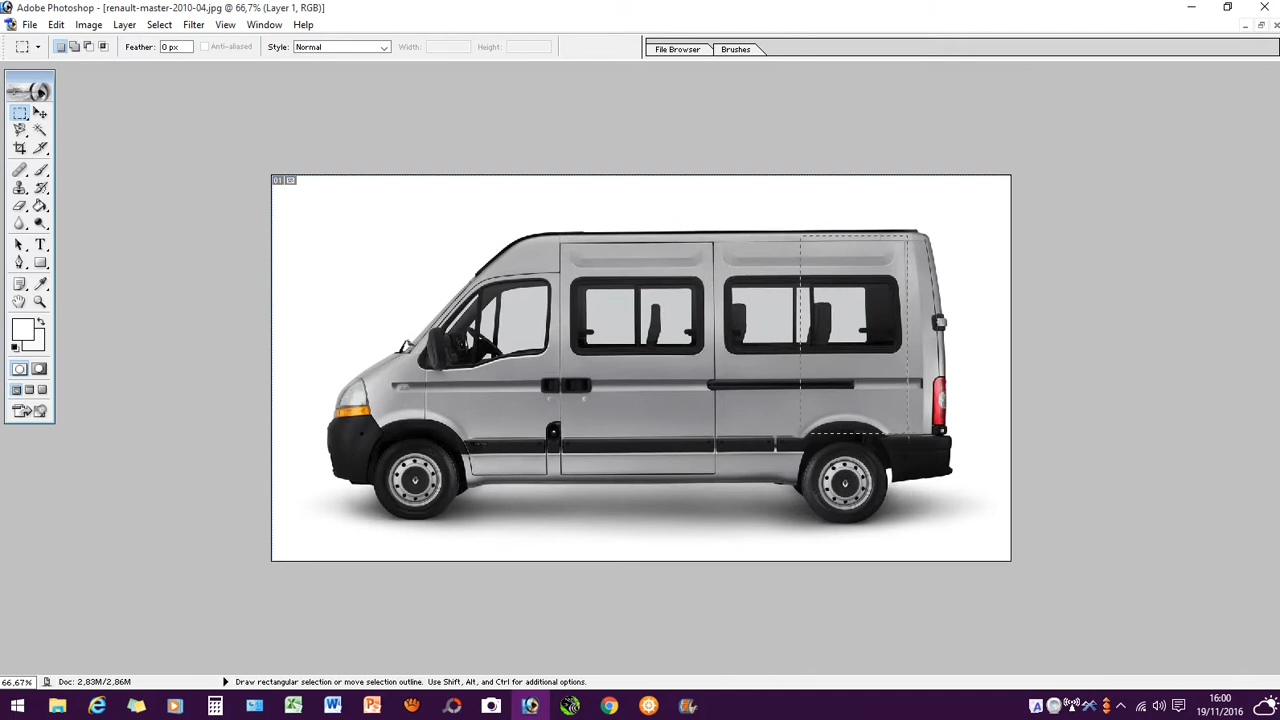 Adobe Photoshop - [renault-master-2010-04.jpg @ 66,7% (Layer 1, RGB)]
File Edit Image Layer Select Filter View Window Help
Feather: 0 px Anti-aliased Style: Normal Width: Height: File Browser Brushes
01
T
66,67% Doc: 2,83M/2,86M Draw rectangular selection or move selection outline. Use Shift, Alt, and Ctrl for additional options.
16:00
19/11/2016